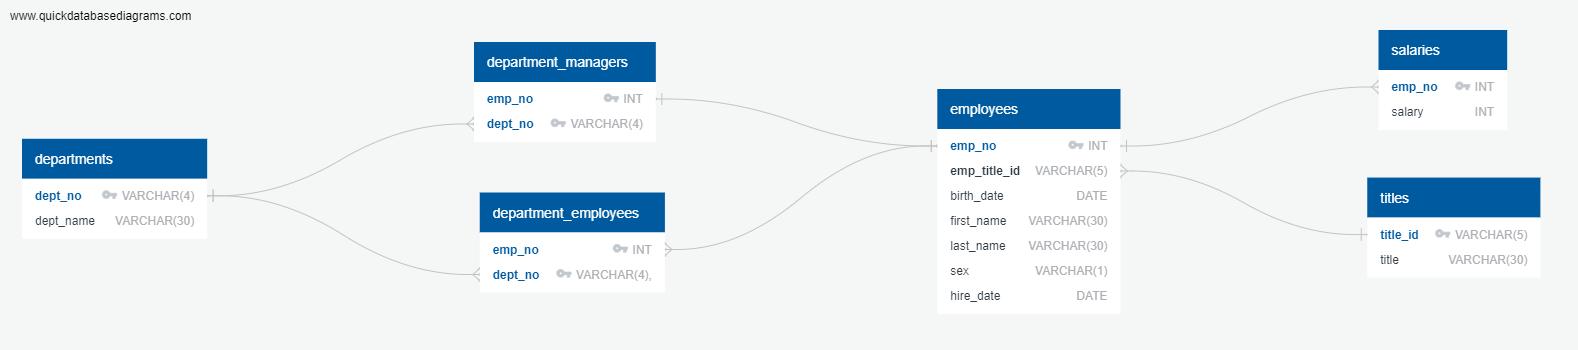 www.quickdatabasediagrams.com
departments
dept_no VARCHAR(4)
dept_name VARCHAR(30)
department_managers
emp_no INT
dept_no VARCHAR(4)
department_employees
emp_no INT
dept_no VARCHAR(4),
employees
emp_no INT
emp_title_id VARCHAR(5)
birth_date DATE
first_name VARCHAR(30)
last_name VARCHAR(30)
sex VARCHAR(1)
hire_date DATE
salaries
emp_no INT
salary INT
titles
title_id VARCHAR(5)
title VARCHAR(30)